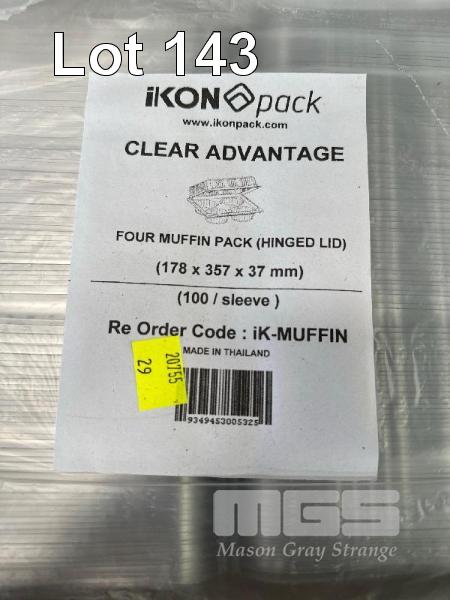 Lot 143
iKON pack
www.ikonpack.com
CLEAR ADVANTAGE
FOUR MUFFIN PACK (HINGED LID)
(178 x 357 x 37 mm)
(100 / sleeve )
Re Order Code : iK-MUFFIN
MADE IN THAILAND
20755
29
9349453005325
MGS
Mason Gray Strange